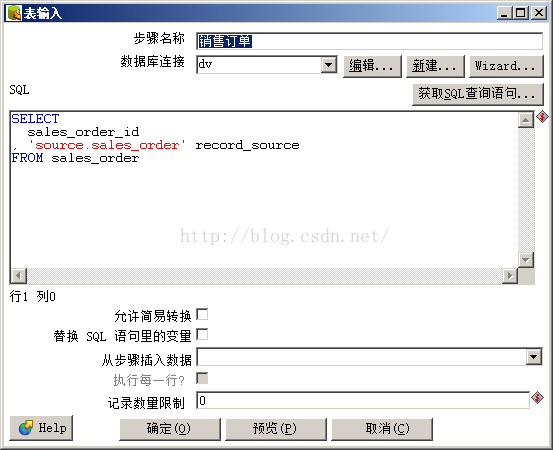 表输入
步骤名称 销售订单
数据库连接 dv 编辑... 新建... Wizard...
SQL 获取SQL查询语句...
SELECT
sales_order_id
, 'source.sales_order' record_source
FROM sales_order
http://blog.csdn.net/
行1 列0
允许简易转换
替换 SQL 语句里的变量
从步骤插入数据
执行每一行?
记录数量限制 0
Help 确定(O) 预览(P) 取消(C)